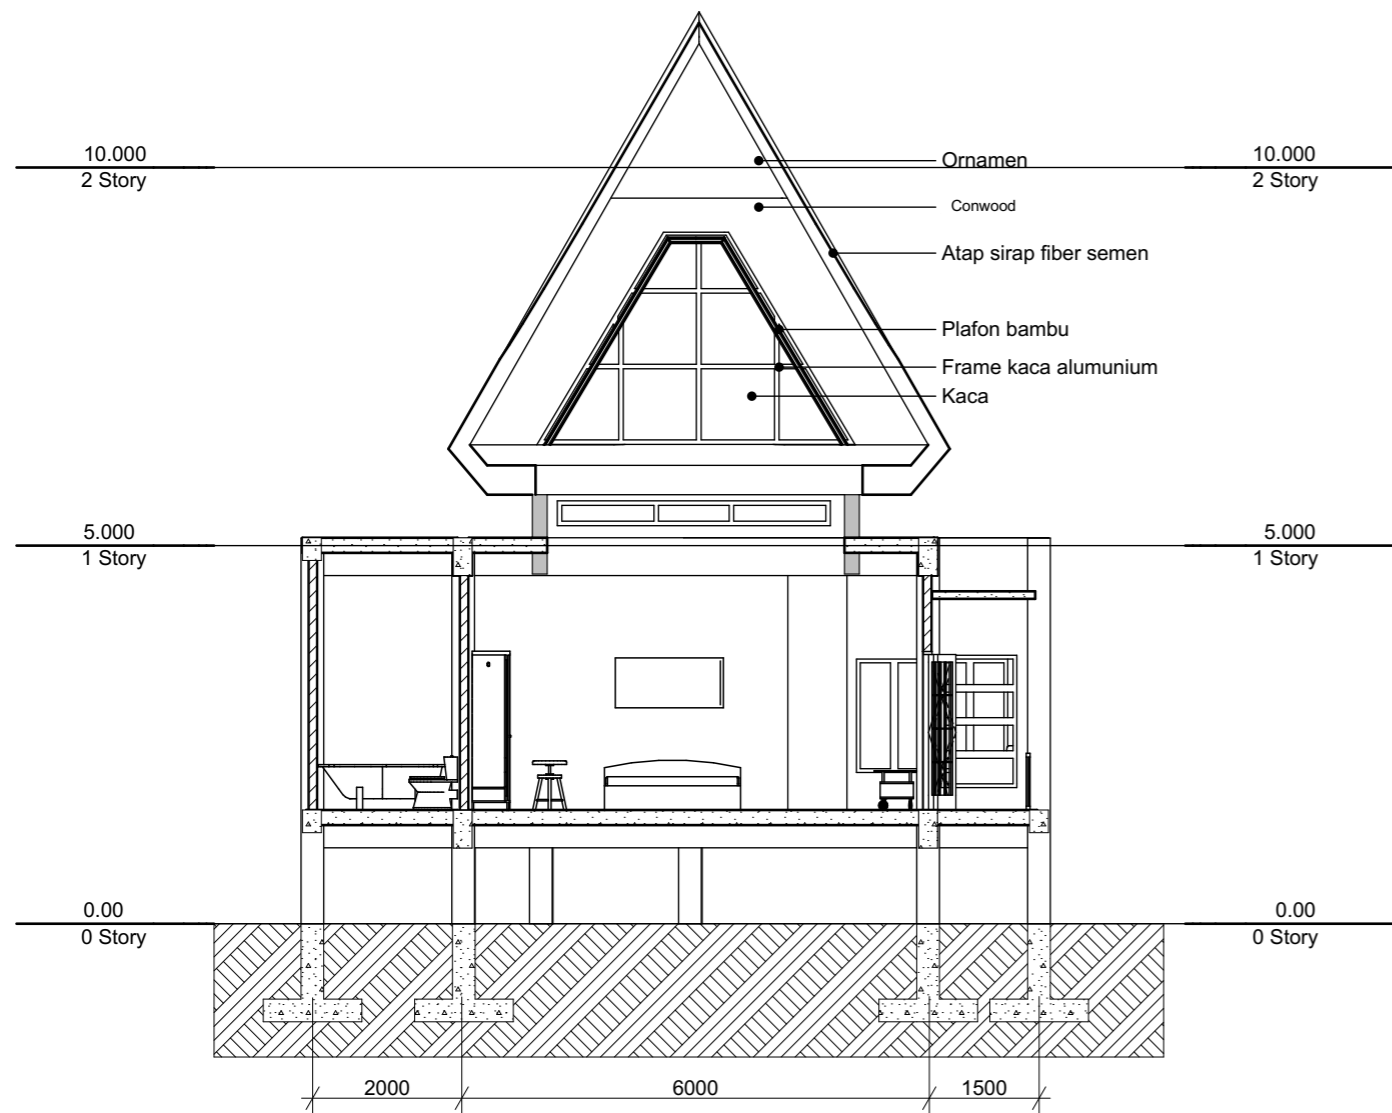 10.000
2 Story
10.000
2 Story
Ornamen
Conwood
Atap sirap fiber semen
Plafon bambu
Frame kaca alumunium
Kaca
5.000
1 Story
5.000
1 Story
0.00
0 Story
0.00
0 Story
2000
6000
1500